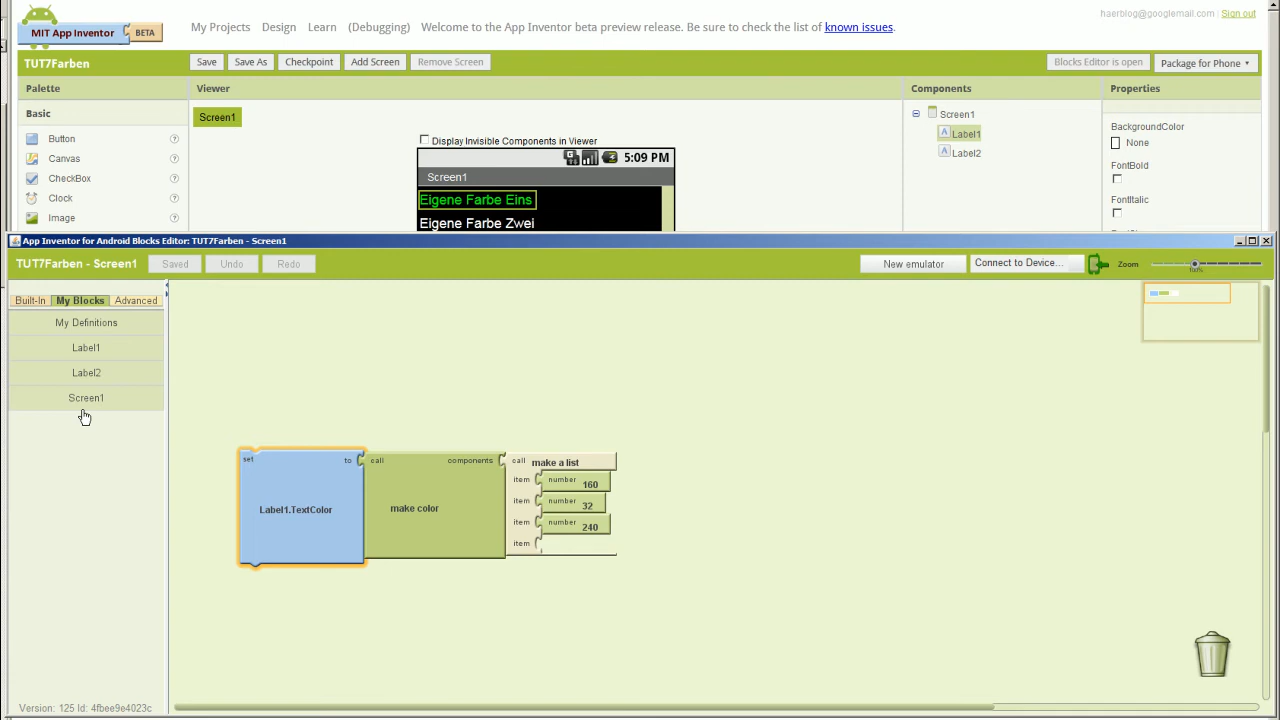 haerblog@googlemail.com | Sign out
MIT App Inventor BETA
My Projects Design Learn (Debugging) Welcome to the App Inventor beta preview release. Be sure to check the list of known issues.
TUT7Farben Save Save As Checkpoint Add Screen Remove Screen Blocks Editor is open Package for Phone
Palette Viewer Components Properties
Basic
Button ?
Canvas ?
CheckBox ?
Clock ?
Image ?
Screen1
Display Invisible Components in Viewer
5:09 PM
Screen1
Eigene Farbe Eins
Eigene Farbe Zwei
Screen1
Label1
Label2
BackgroundColor
None
FontBold
FontItalic
App Inventor for Android Blocks Editor: TUT7Farben - Screen1
TUT7Farben - Screen1 Saved Undo Redo New emulator Connect to Device... Zoom
100%
Built-In My Blocks Advanced
My Definitions
Label1
Label2
Screen1
set to call components call make a list
item number 160
item number 32
Label1.TextColor make color
item number 240
item
Version: 125 Id: 4fbee9e4023c